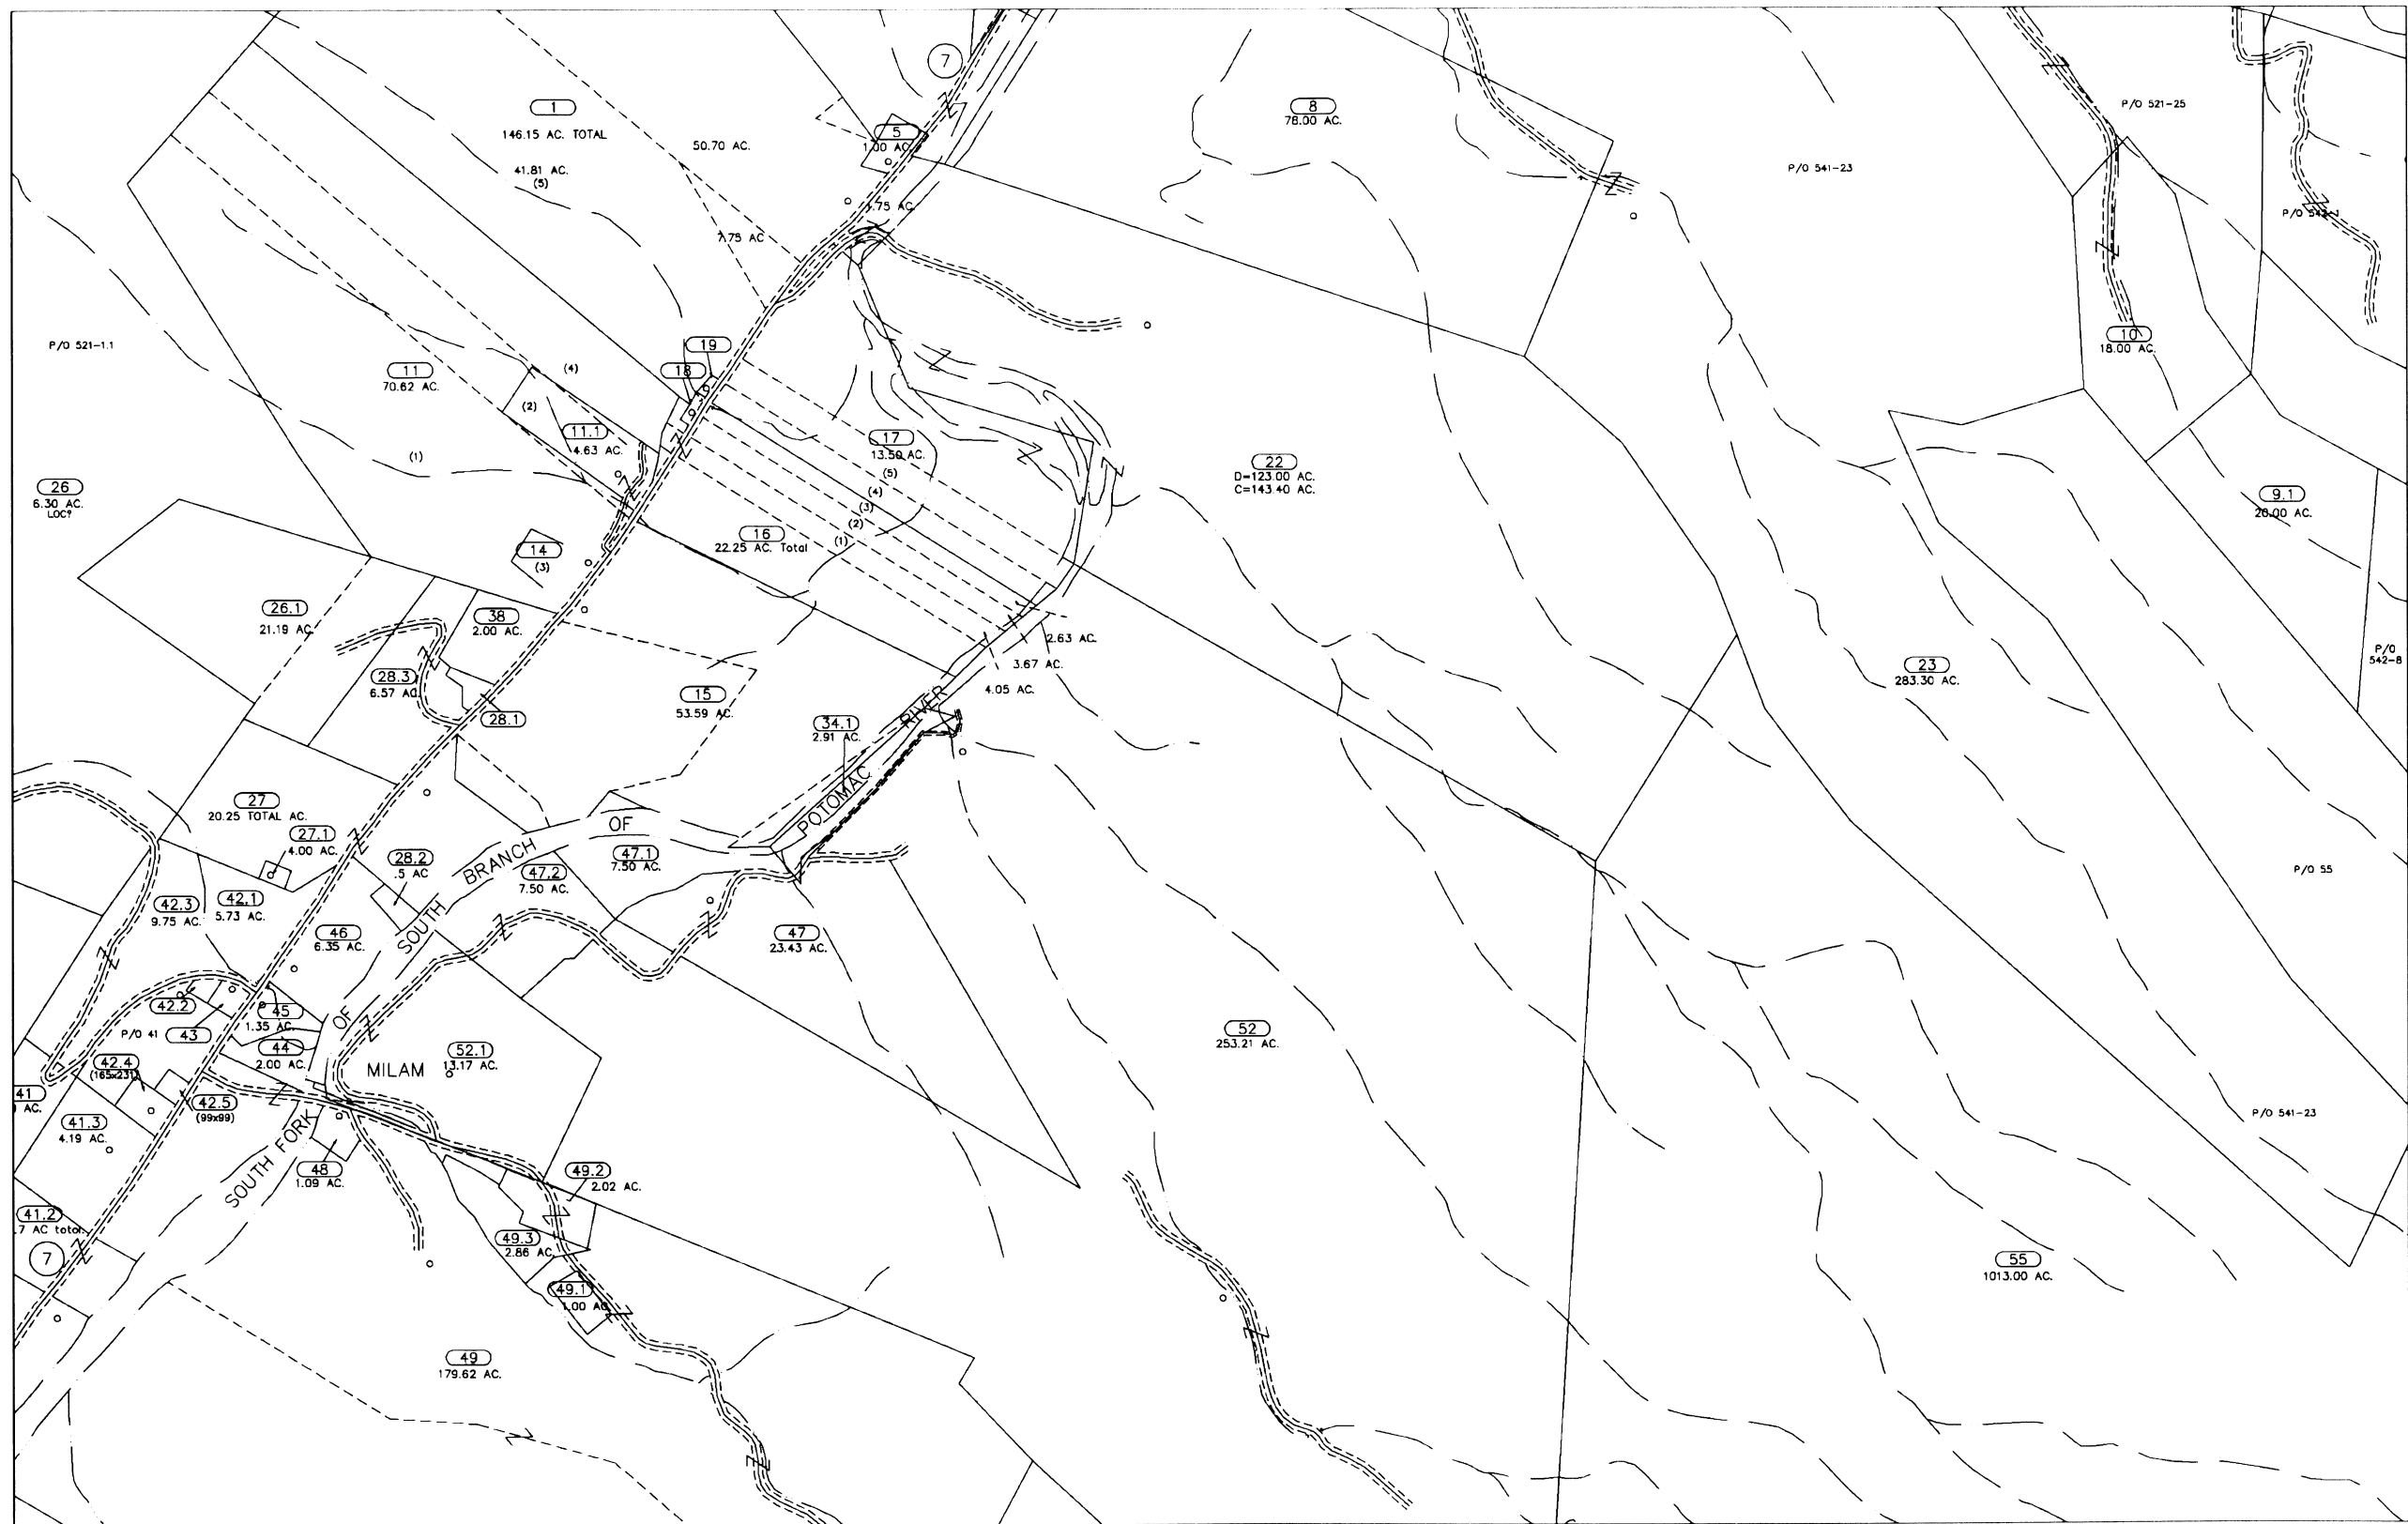 7
1
146.15 AC. TOTAL
41.81 AC.
(5)
50.70 AC.
5
1.00 AC.
8
78.00 AC.
P/O 521-25
P/O 541-23
P/O 542-1
.75 AC.
7.75 AC
P/O 521-1.1
19
18
10
18.00 AC.
11
70.62 AC.
(4)
(2)
11.1
4.63 AC.
(1)
17
13.50 AC.
(5)
(4)
(3)
(2)
(1)
22
D=123.00 AC.
C=143.40 AC.
26
6.30 AC.
LOC?
9.1
20.00 AC.
16
22.25 AC. Total
14
(3)
26.1
21.19 AC.
38
2.00 AC.
2.63 AC.
3.67 AC.
4.05 AC.
23
283.30 AC.
P/O
542-8
28.3
6.57 AC.
28.1
15
53.59 AC.
34.1
2.91 AC.
SOUTH BRANCH OF POTOMAC RIVER
27
20.25 TOTAL AC.
27.1
4.00 AC.
28.2
.5 AC
47.2
7.50 AC.
47.1
7.50 AC.
P/O 55
42.3
9.75 AC.
42.1
5.73 AC.
46
6.35 AC.
47
23.43 AC.
42.2
P/O 41
43
45
1.35 AC.
44
2.00 AC.
52
253.21 AC.
MILAM
52.1
13.17 AC.
42.4
(165x231)
41
AC.
42.5
(99x99)
41.3
4.19 AC.
P/O 541-23
SOUTH FORK OF
48
1.09 AC.
49.2
2.02 AC.
41.2
.7 AC total
7
49.3
2.86 AC.
49.1
1.00 AC
55
1013.00 AC.
49
179.62 AC.